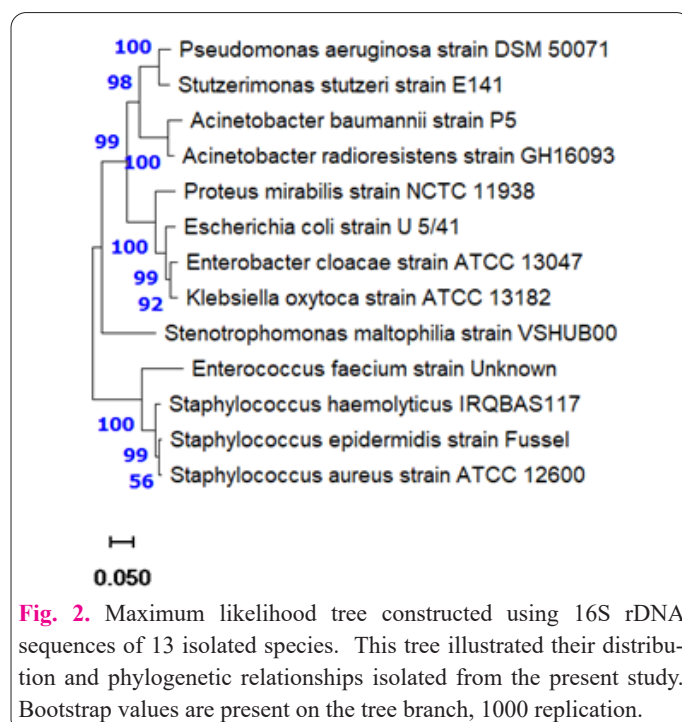 100
Pseudomonas aeruginosa strain DSM 50071
98
Stutzerimonas stutzeri strain E141
Acinetobacter baumannii strain P5
99
100
Acinetobacter radioresistens strain GH16093
Proteus mirabilis strain NCTC 11938
Escherichia coli strain U 5/41
100
Enterobacter cloacae strain ATCC 13047
99
Klebsiella oxytoca strain ATCC 13182
92
Stenotrophomonas maltophilia strain VSHUB00
Enterococcus faecium strain Unknown
Staphylococcus haemolyticus IRQBAS117
100
Staphylococcus epidermidis strain Fussel
99
Staphylococcus aureus strain ATCC 12600
56
0.050
Fig. 2. Maximum likelihood tree constructed using 16S rDNA
sequences of 13 isolated species. This tree illustrated their distribu-
tion and phylogenetic relationships isolated from the present study.
Bootstrap values are present on the tree branch, 1000 replication.